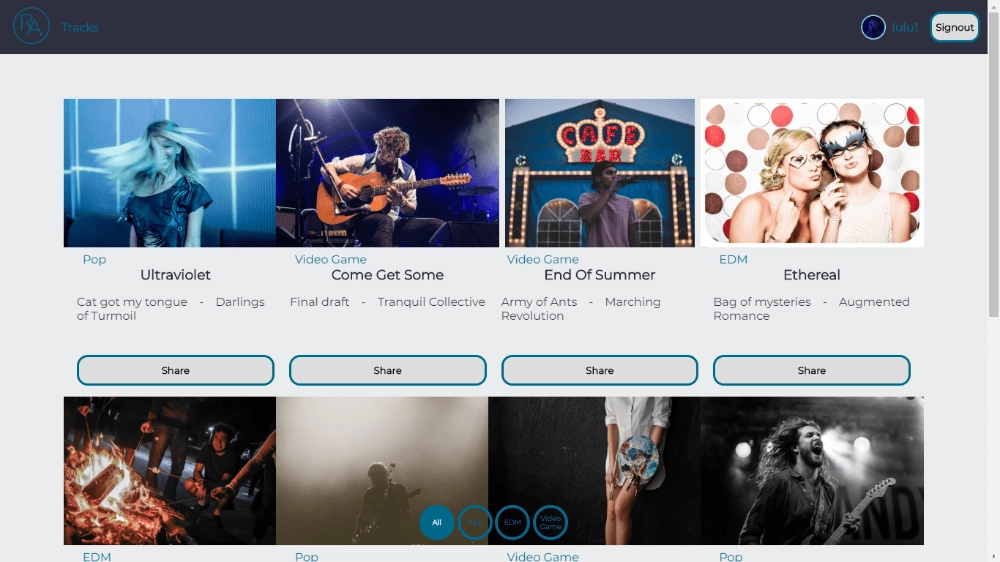 RA
Tracks
lulu1
Signout
CAFE
BAR
Pop
Video Game
Video Game
EDM
Ultraviolet
Come Get Some
End Of Summer
Ethereal
Cat got my tongue - Darlings
of Turmoil
Final draft - Tranquil Collective
Army of Ants - Marching
Revolution
Bag of mysteries - Augmented
Romance
Share
Share
Share
Share
All
Pop
EDM
Video
Game
EDM
Pop
Video Game
Pop